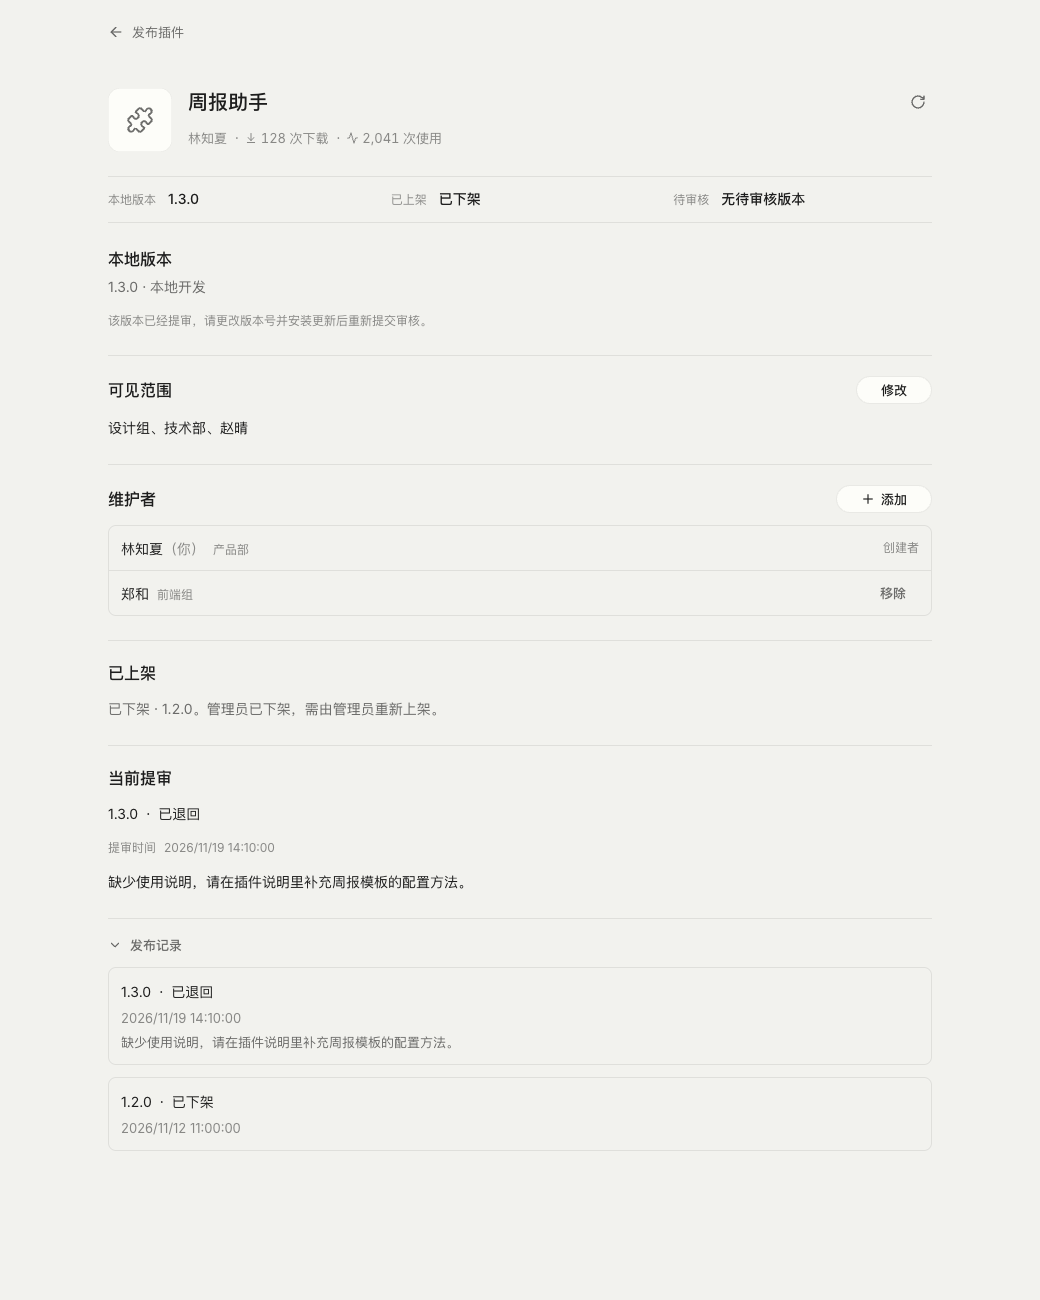 发布插件
周报助手
林知夏 · 128 次下载 · 2,041 次使用
本地版本 1.3.0 已上架 已下架 待审核 无待审核版本
本地版本
1.3.0 · 本地开发
该版本已经提审，请更改版本号并安装更新后重新提交审核。
可见范围 修改
设计组、技术部、赵晴
维护者 添加
林知夏（你） 产品部 创建者
郑和 前端组 移除
已上架
已下架 · 1.2.0。管理员已下架，需由管理员重新上架。
当前提审
1.3.0 · 已退回
提审时间 2026/11/19 14:10:00
缺少使用说明，请在插件说明里补充周报模板的配置方法。
发布记录
1.3.0 · 已退回
2026/11/19 14:10:00
缺少使用说明，请在插件说明里补充周报模板的配置方法。
1.2.0 · 已下架
2026/11/12 11:00:00